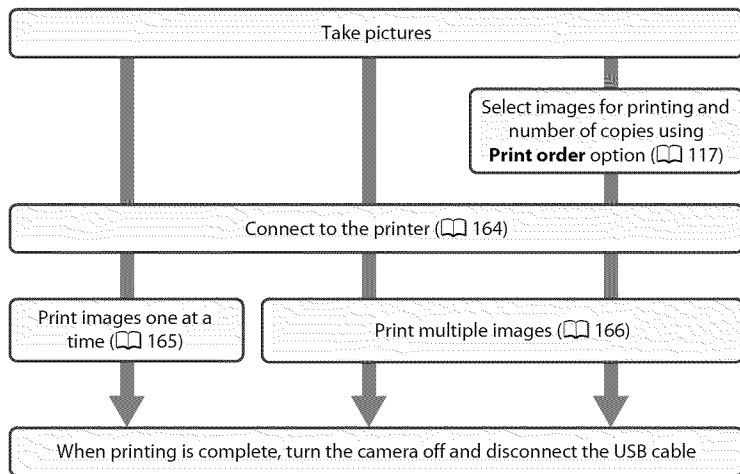 Take pictures
Select images for printing and
number of copies using
Print order option (📖 117)
Connect to the printer (📖 164)
Print images one at a
time (📖 165)
Print multiple images (📖 166)
When printing is complete, turn the camera off and disconnect the USB cable